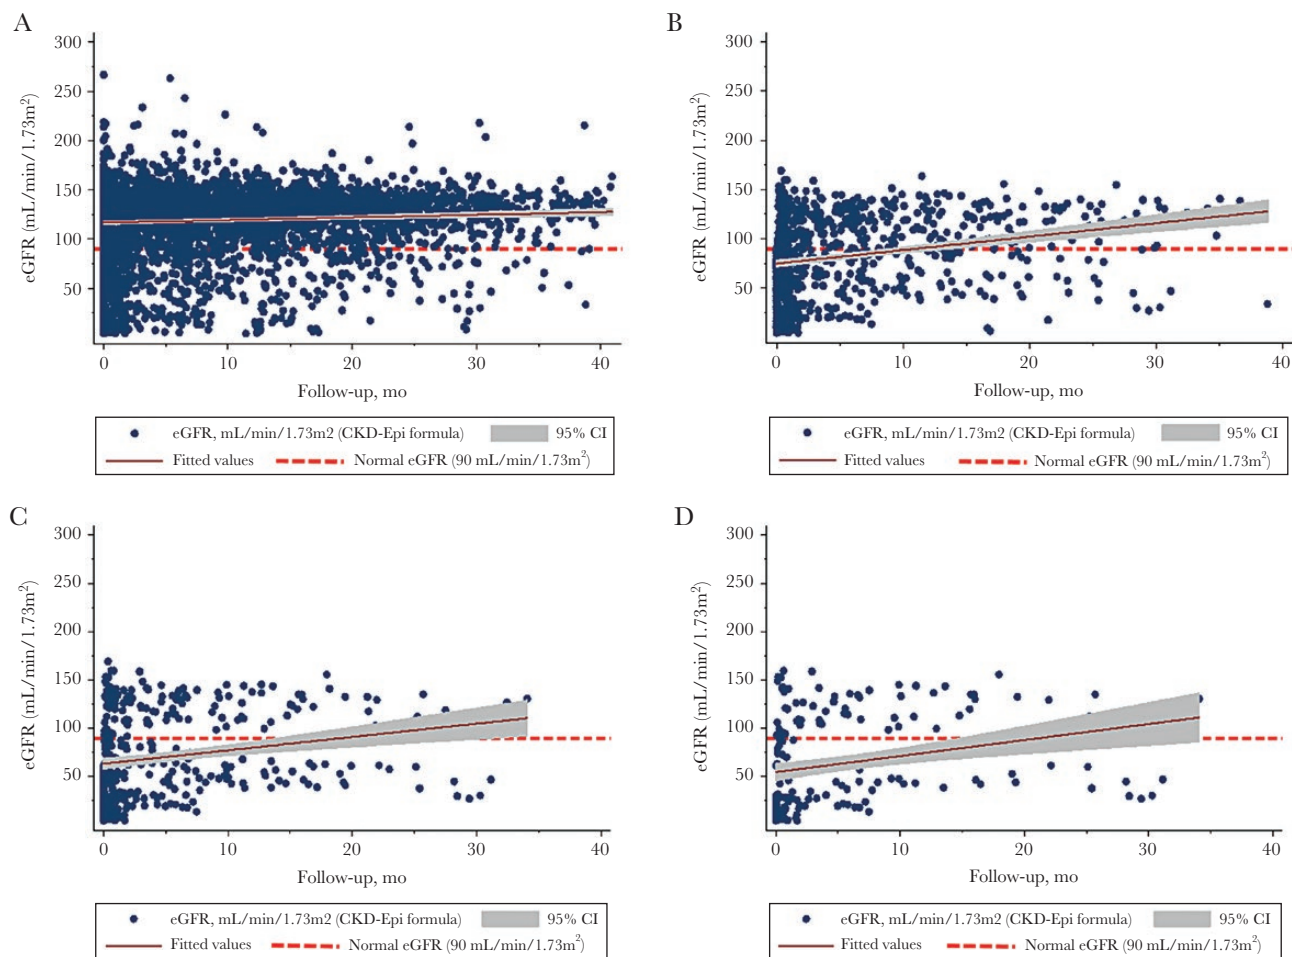 A
B
eGFR (mL/min/1.73m²)
300
250
200
150
100
50
0
10
20
30
40
Follow-up, mo
eGFR, mL/min/1.73m2 (CKD-Epi formula)
95% CI
Fitted values
Normal eGFR (90 mL/min/1.73m²)
eGFR (mL/min/1.73m²)
300
250
200
150
100
50
0
10
20
30
40
Follow-up, mo
eGFR, mL/min/1.73m2 (CKD-Epi formula)
95% CI
Fitted values
Normal eGFR (90 mL/min/1.73m²)
C
D
eGFR (mL/min/1.73m²)
300
250
200
150
100
50
0
10
20
30
40
Follow-up, mo
eGFR, mL/min/1.73m2 (CKD-Epi formula)
95% CI
Fitted values
Normal eGFR (90 mL/min/1.73m²)
eGFR (mL/min/1.73m²)
300
250
200
150
100
50
0
10
20
30
40
Follow-up, mo
eGFR, mL/min/1.73m2 (CKD-Epi formula)
95% CI
Fitted values
Normal eGFR (90 mL/min/1.73m²)